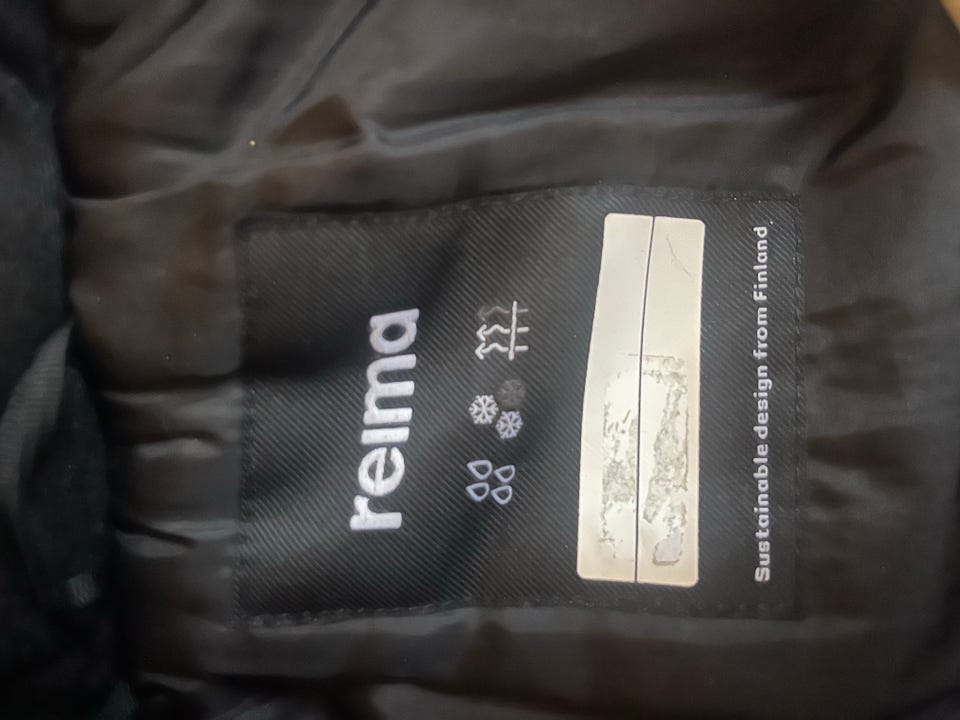 reima
Sustainable design from Finland